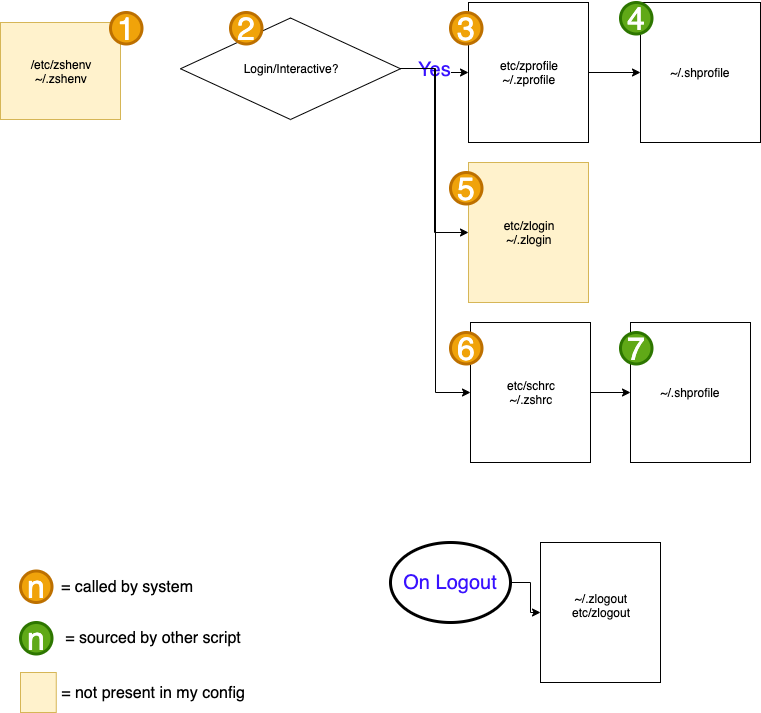 1
/etc/zshenv
~/.zshenv
2
Login/Interactive?
Yes
3
etc/zprofile
~/.zprofile
4
~/.shprofile
5
etc/zlogin
~/.zlogin
6
etc/schrc
~/.zshrc
7
~/.shprofile
On Logout
~/.zlogout
etc/zlogout
n = called by system
n = sourced by other script
= not present in my config